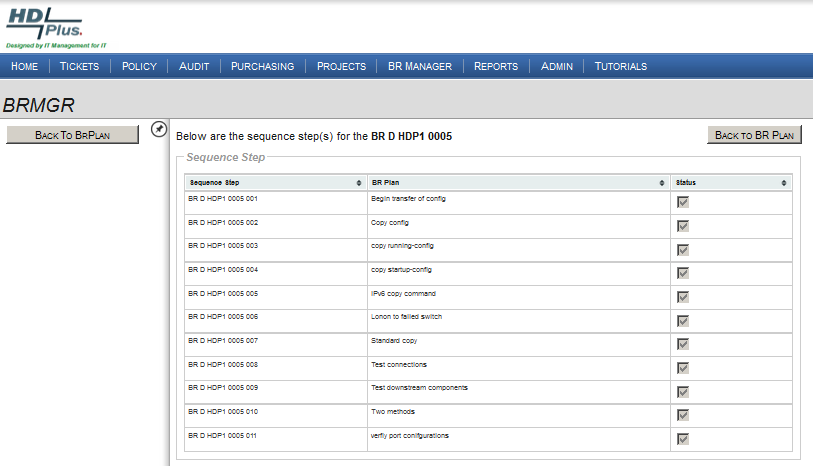 HDL Plus.
Designed by IT Management for IT
HOME TICKETS POLICY AUDIT PURCHASING PROJECTS BR MANAGER REPORTS ADMIN TUTORIALS
BRMGR
BACK TO BRPLAN
Below are the sequence step(s) for the BR D HDP1 0005
BACK TO BR PLAN
Sequence Step
Sequence Step BR Plan Status
BR D HDP1 0005 001 Begin transfer of config
BR D HDP1 0005 002 Copy config
BR D HDP1 0005 003 copy running-config
BR D HDP1 0005 004 copy startup-config
BR D HDP1 0005 005 IPv6 copy command
BR D HDP1 0005 006 Lonon to failed switch
BR D HDP1 0005 007 Standard copy
BR D HDP1 0005 008 Test connections
BR D HDP1 0005 009 Test downstream components
BR D HDP1 0005 010 Two methods
BR D HDP1 0005 011 verfiy port conifgurations